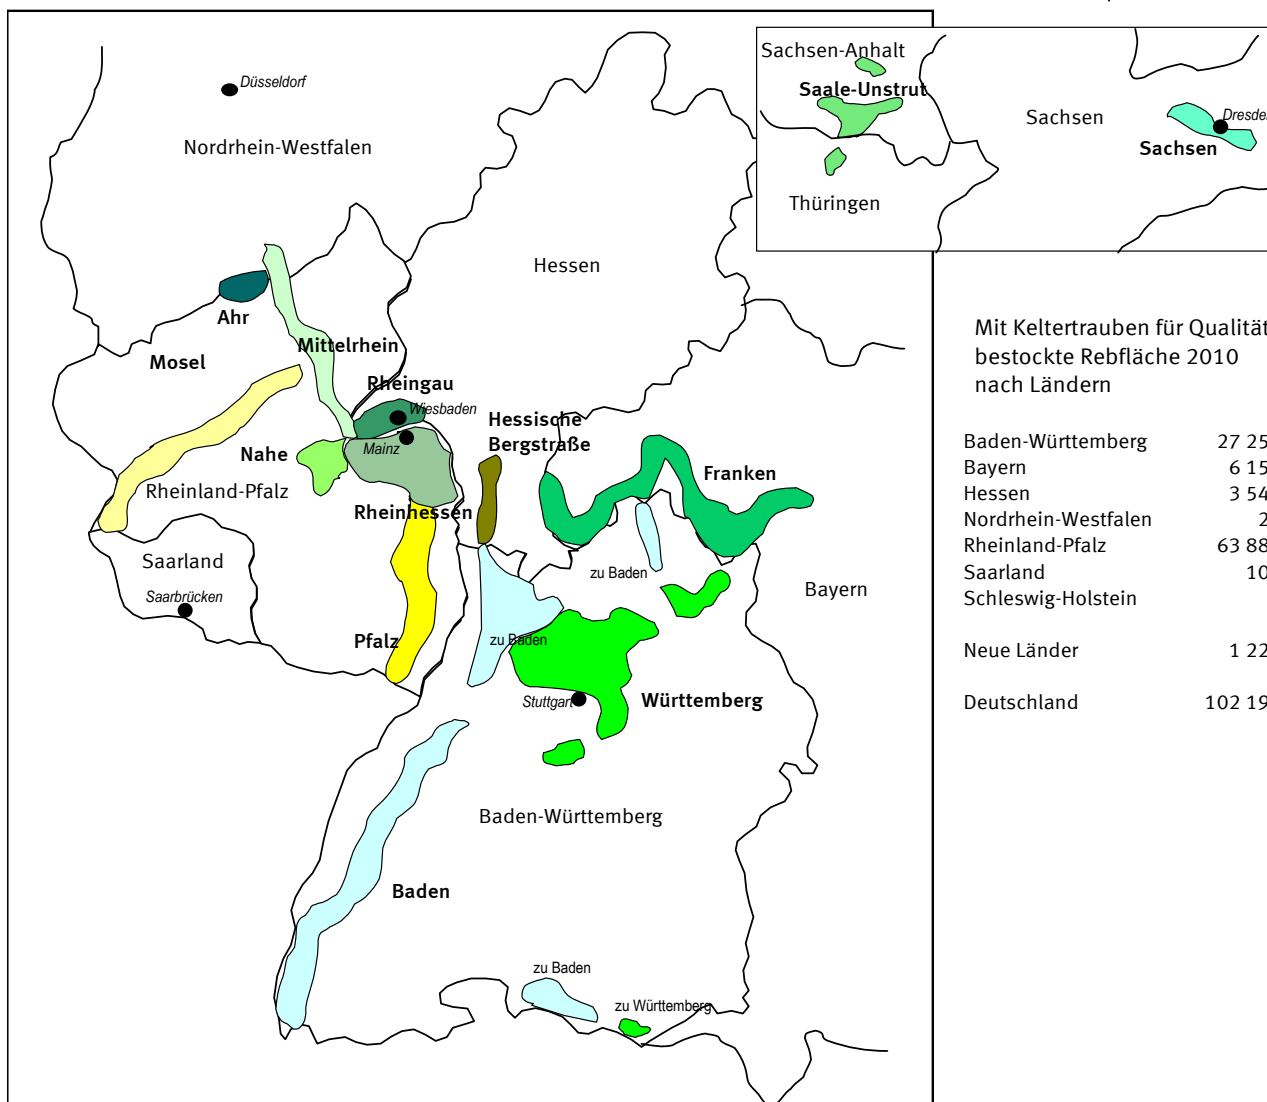 Sachsen-Anhalt
Saale-Unstrut
Sachsen
Dresde
Sachsen
Thüringen
Düsseldorf
Nordrhein-Westfalen
Hessen
Ahr
Mosel
Mittelrhein
Rheingau
Wiesbaden
Hessische
Bergstraße
Mainz
Nahe
Rheinland-Pfalz
Rheinhessen
Franken
Saarland
Saarbrücken
zu Baden
Bayern
Pfalz
zu Baden
Stuttgart
Württemberg
Baden-Württemberg
Baden
zu Baden
zu Württemberg
Mit Keltertrauben für Qualität
bestockte Rebfläche 2010
nach Ländern
Baden-Württemberg 27 25
Bayern 6 15
Hessen 3 54
Nordrhein-Westfalen 2
Rheinland-Pfalz 63 88
Saarland 10
Schleswig-Holstein
Neue Länder 1 22
Deutschland 102 19